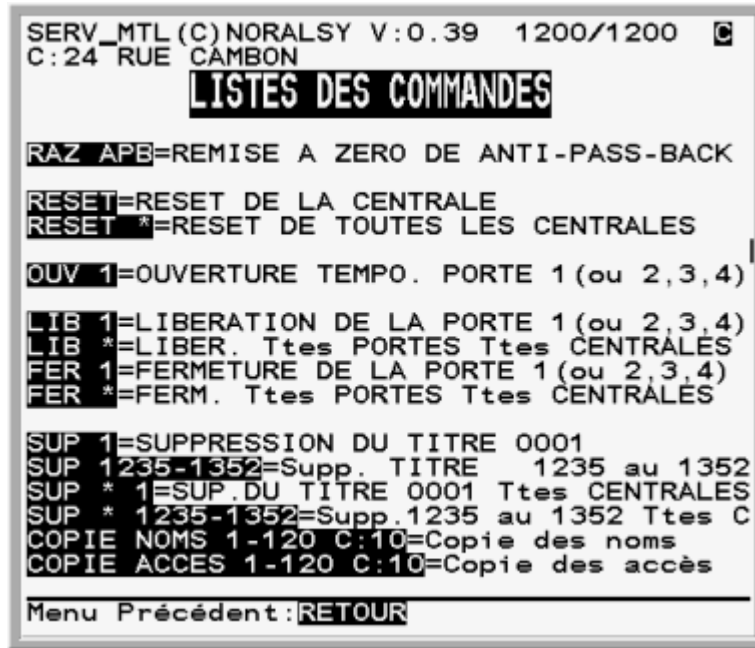 SERV_MTL(C)NORALSY V:0.39 1200/1200 C
C:24 RUE CAMBON
LISTES DES COMMANDES
RAZ APB=REMISE A ZERO DE ANTI-PASS-BACK
RESET=RESET DE LA CENTRALE
RESET *=RESET DE TOUTES LES CENTRALES
OUV 1=OUVERTURE TEMPO. PORTE 1(ou 2,3,4)
LIB 1=LIBERATION DE LA PORTE 1(ou 2,3,4)
LIB *=LIBER. Ttes PORTES Ttes CENTRALES
FER 1=FERMETURE DE LA PORTE 1(ou 2,3,4)
FER *=FERM. Ttes PORTES Ttes CENTRALES
SUP 1=SUPPRESSION DU TITRE 0001
SUP 1235-1352=Supp. TITRE 1235 au 1352
SUP * 1=SUP.DU TITRE 0001 Ttes CENTRALES
SUP * 1235-1352=Supp.1235 au 1352 Ttes C
COPIE NOMS 1-120 C:10=Copie des noms
COPIE ACCES 1-120 C:10=Copie des accès
Menu Précédent:RETOUR